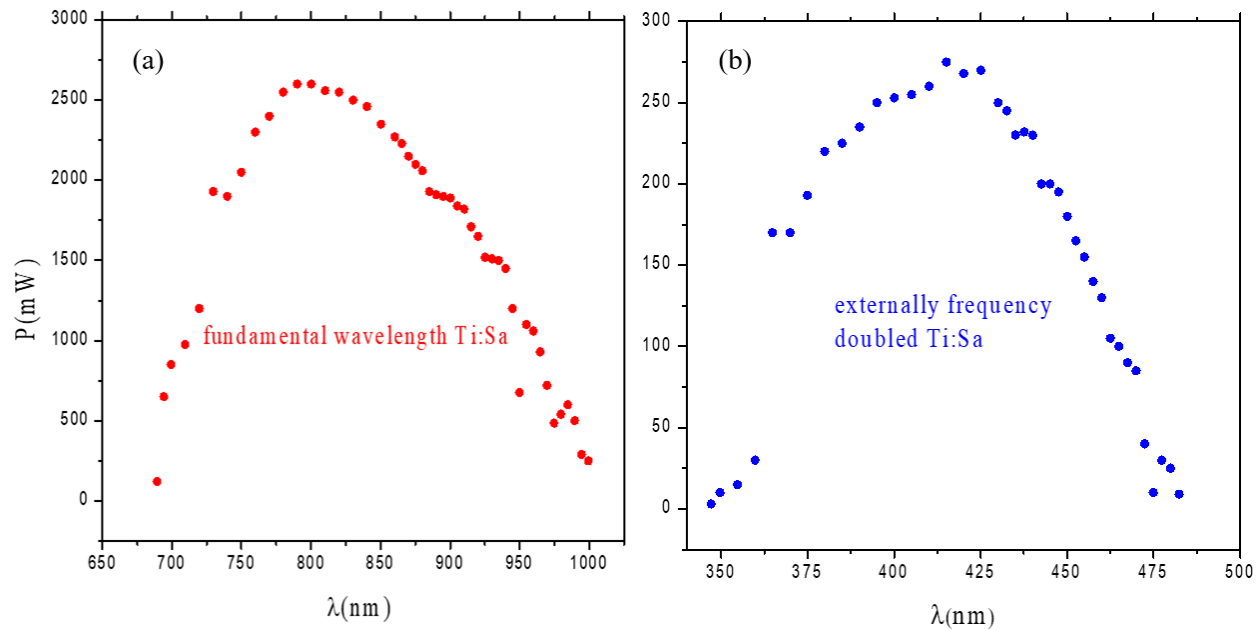 (a)
3000
2500
2000
1500
1000
500
0
P(mW)
fundamental wavelength Ti:Sa
650 700 750 800 850 900 950 1000
λ(nm)
(b)
300
250
200
150
100
50
0
externally frequency
doubled Ti:Sa
350 375 400 425 450 475 500
λ(nm)